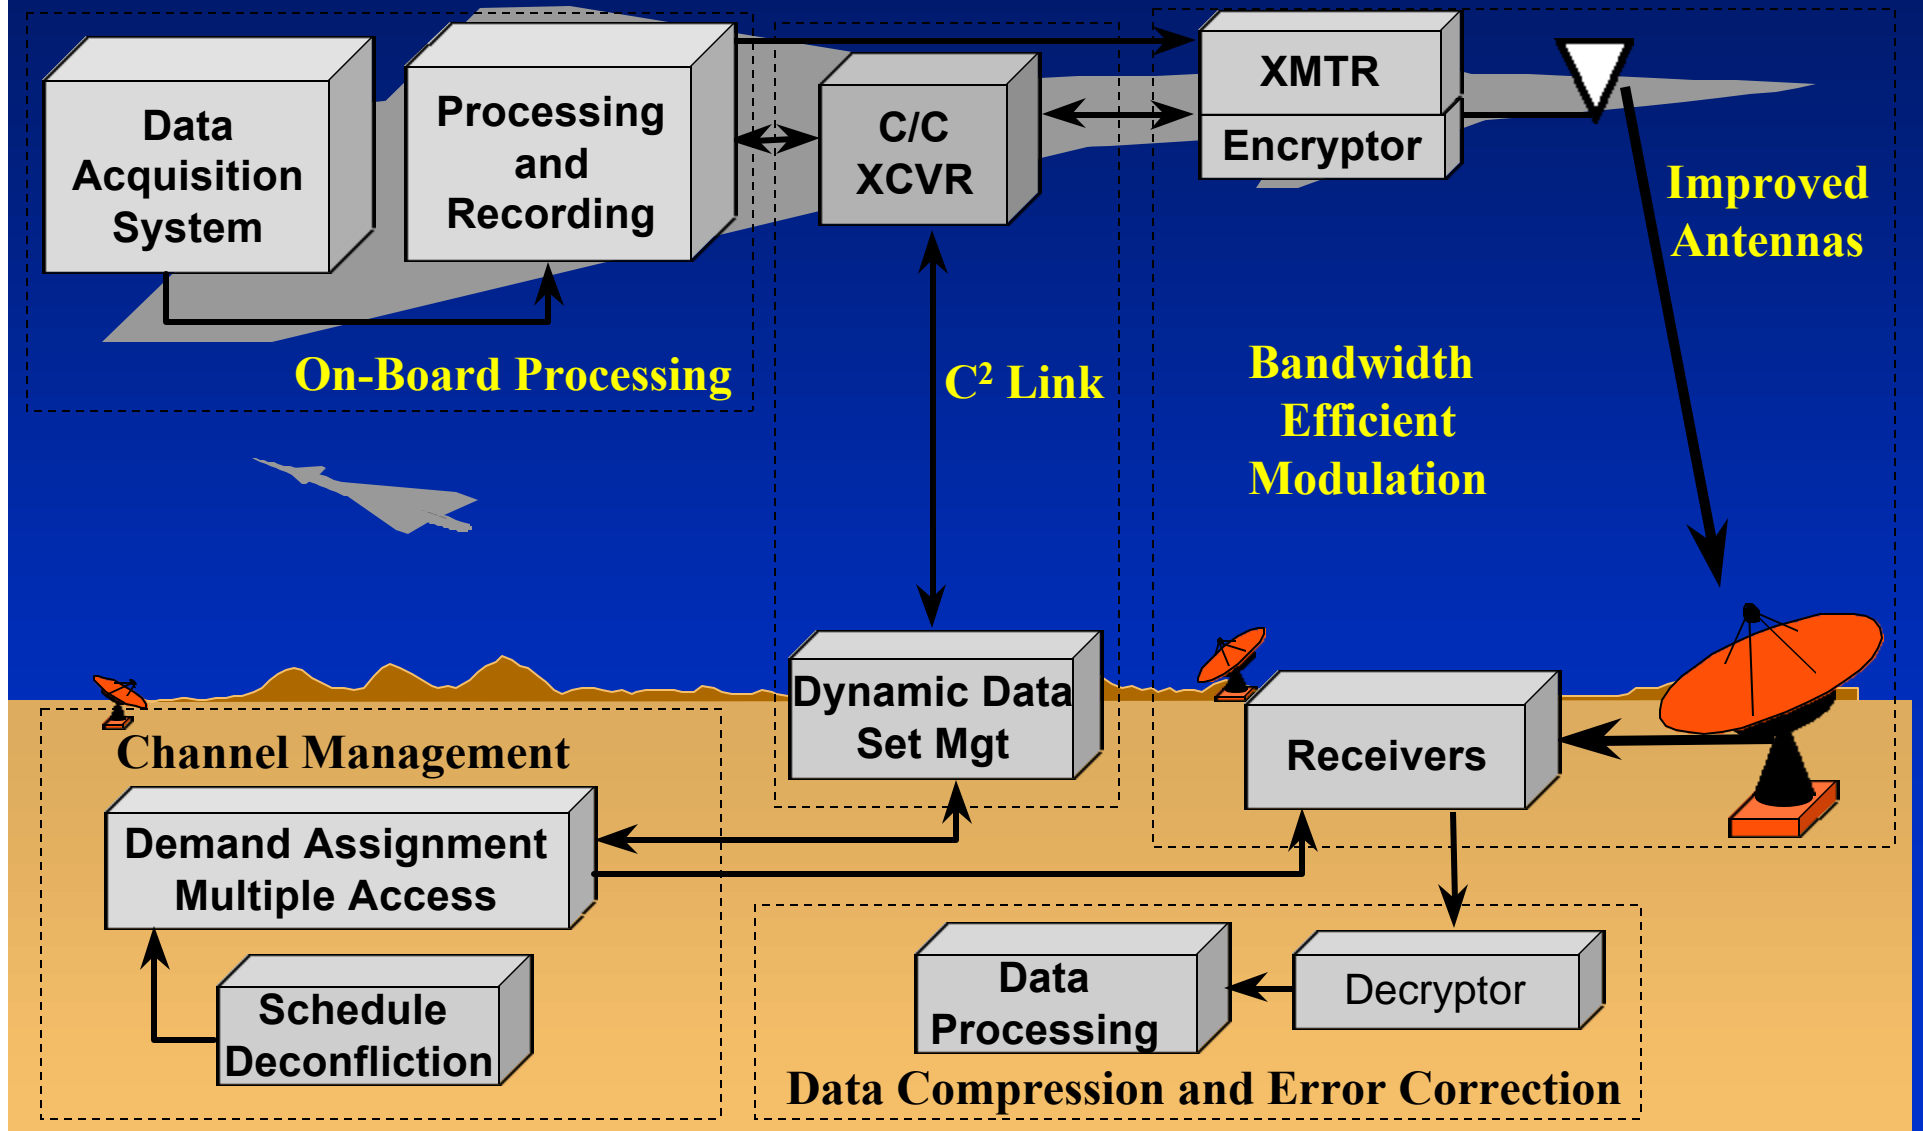 Data
Acquisition
System
Processing
and
Recording
C/C
XCVR
XMTR
Encryptor
Improved
Antennas
On-Board Processing
C² Link
Bandwidth
Efficient
Modulation
Dynamic Data
Set Mgt
Receivers
Channel Management
Demand Assignment
Multiple Access
Schedule
Deconfliction
Data
Processing
Decryptor
Data Compression and Error Correction